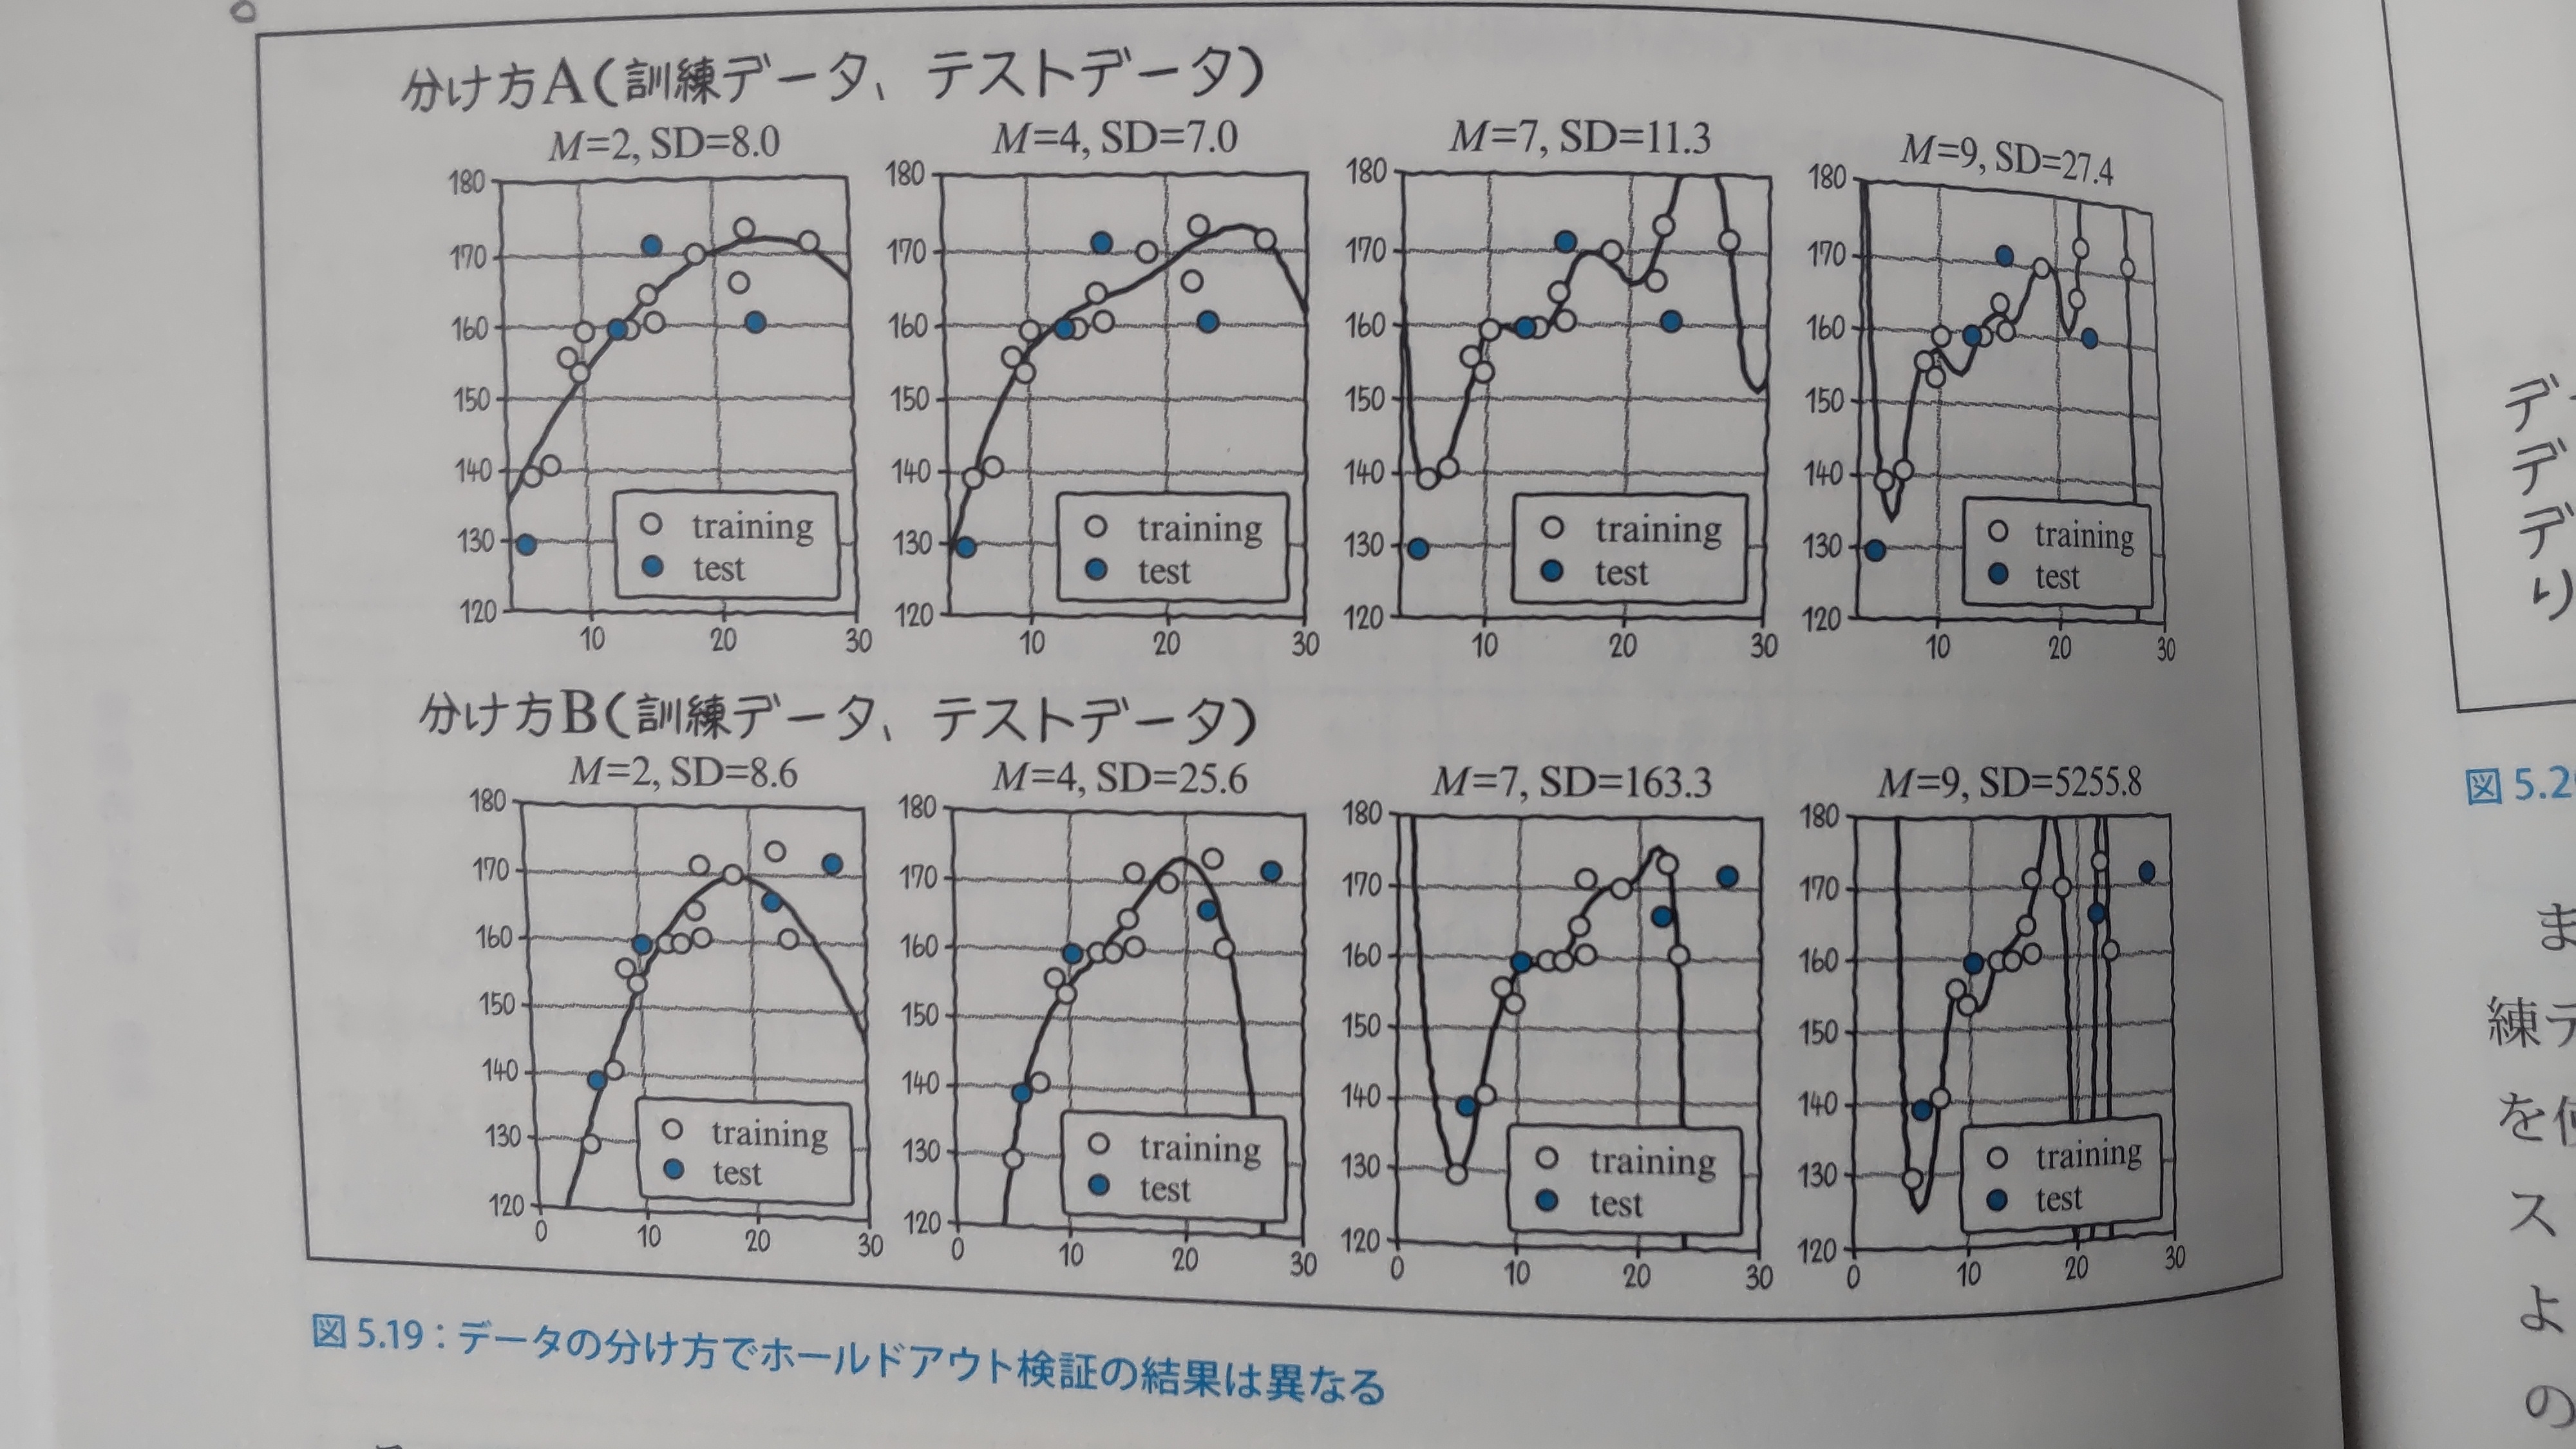 分け方A(訓練データ、テストデータ)
M=2, SD=8.0
180
170
160
150
140
130
120
10 20 30
training
test
M=4, SD=7.0
180
170
160
150
140
130
120
10 20 30
training
test
M=7, SD=11.3
180
170
160
150
140
130
120
10 20 30
training
test
M=9, SD=27.4
180
170
160
150
140
130
120
10 20 30
training
test
分け方B(訓練データ、テストデータ)
M=2, SD=8.6
180
170
160
150
140
130
120
0 10 20 30
training
test
M=4, SD=25.6
180
170
160
150
140
130
120
0 10 20 30
training
test
M=7, SD=163.3
180
170
160
150
140
130
120
0 10 20 30
training
test
M=9, SD=5255.8
180
170
160
150
140
130
120
0 10 20 30
training
test
図5.19：データの分け方でホールドアウト検証の結果は異なる
デ
デ
デ
り
図 5.2
ま
練デ
を
ス
よ
の